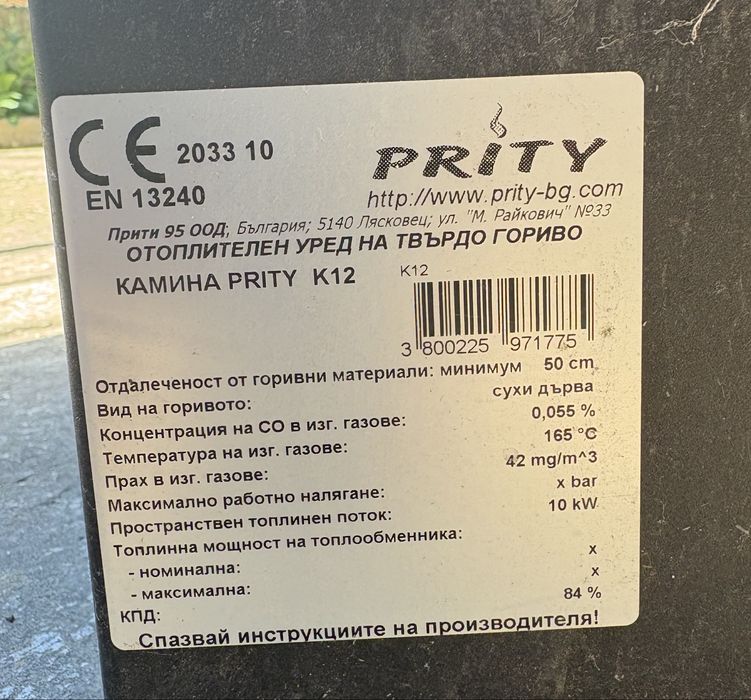 CE 2033 10
PRITY
EN 13240
http://www.prity-bg.com
Прити 95 ООД; България; 5140 Лясковец; ул. "М. Райкович" №33
ОТОПЛИТЕЛЕН УРЕД НА ТВЪРДО ГОРИВО
КАМИНА PRITY K12
K12
3 800225 971775
Отдалеченост от горивни материали: минимум 50 cm
Вид на горивото: сухи дърва
Концентрация на CO в изг. газове: 0,055 %
Температура на изг. газове: 165 °C
Прах в изг. газове: 42 mg/m^3
Максимално работно налягане: x bar
Пространствен топлинен поток: 10 kW
Топлинна мощност на топлообменника:
- номинална: x
- максимална: x
КПД: 84 %
Спазвай инструкциите на производителя!